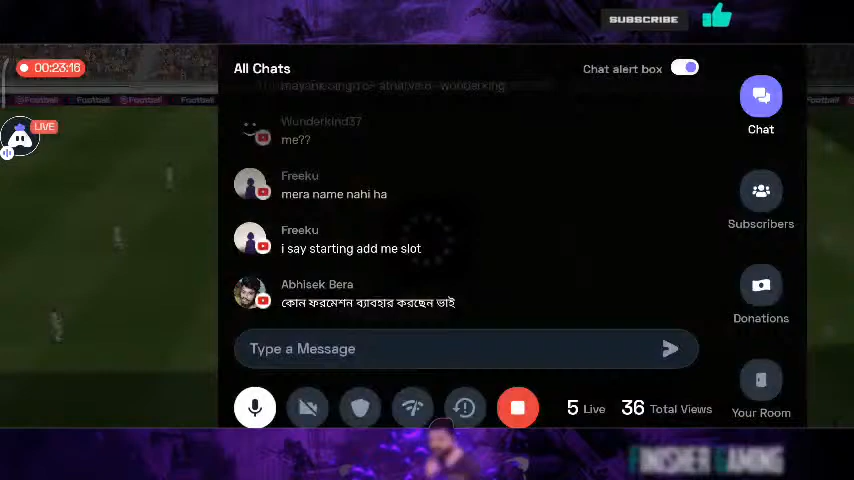 SUBSCRIBE
00:23:16
All Chats
Chat alert box
LIVE
Chat
Wunderkind37
me??
Freeku
mera name nahi ha
Subscribers
Freeku
i say starting add me slot
Abhisek Bera
কোন ফরমেশন ব্যাবহার করছেন ভাই
Donations
Type a Message
5 Live 36 Total Views
Your Room
FINISHER GAMING